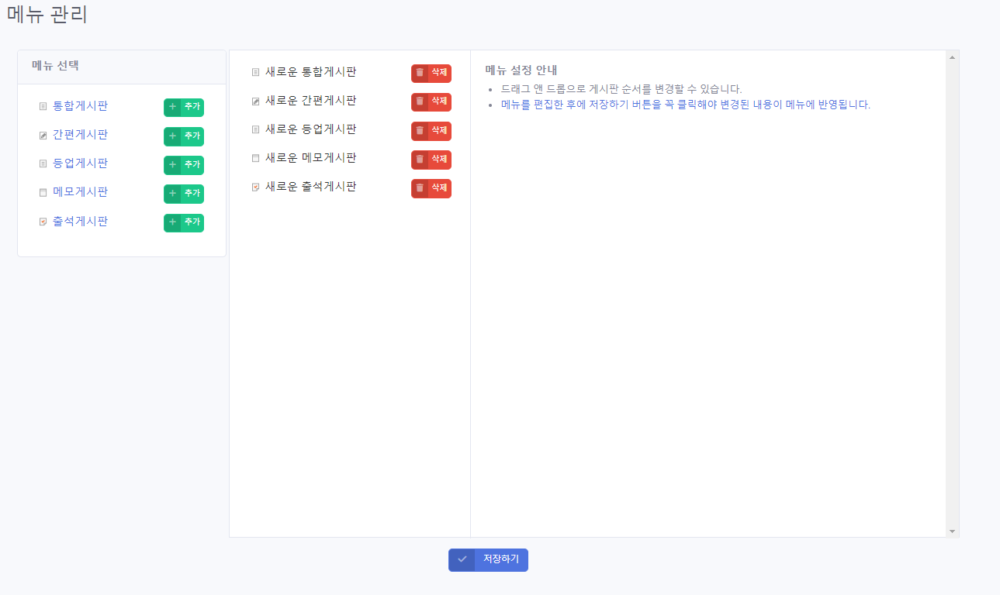 메뉴 관리
메뉴 선택
통합게시판 추가
간편게시판 추가
등업게시판 추가
메모게시판 추가
출석게시판 추가
새로운 통합게시판 삭제
새로운 간편게시판 삭제
새로운 등업게시판 삭제
새로운 메모게시판 삭제
새로운 출석게시판 삭제
메뉴 설정 안내
드래그 앤 드롭으로 게시판 순서를 변경할 수 있습니다.
메뉴를 편집한 후에 저장하기 버튼을 꼭 클릭해야 변경된 내용이 메뉴에 반영됩니다.
저장하기